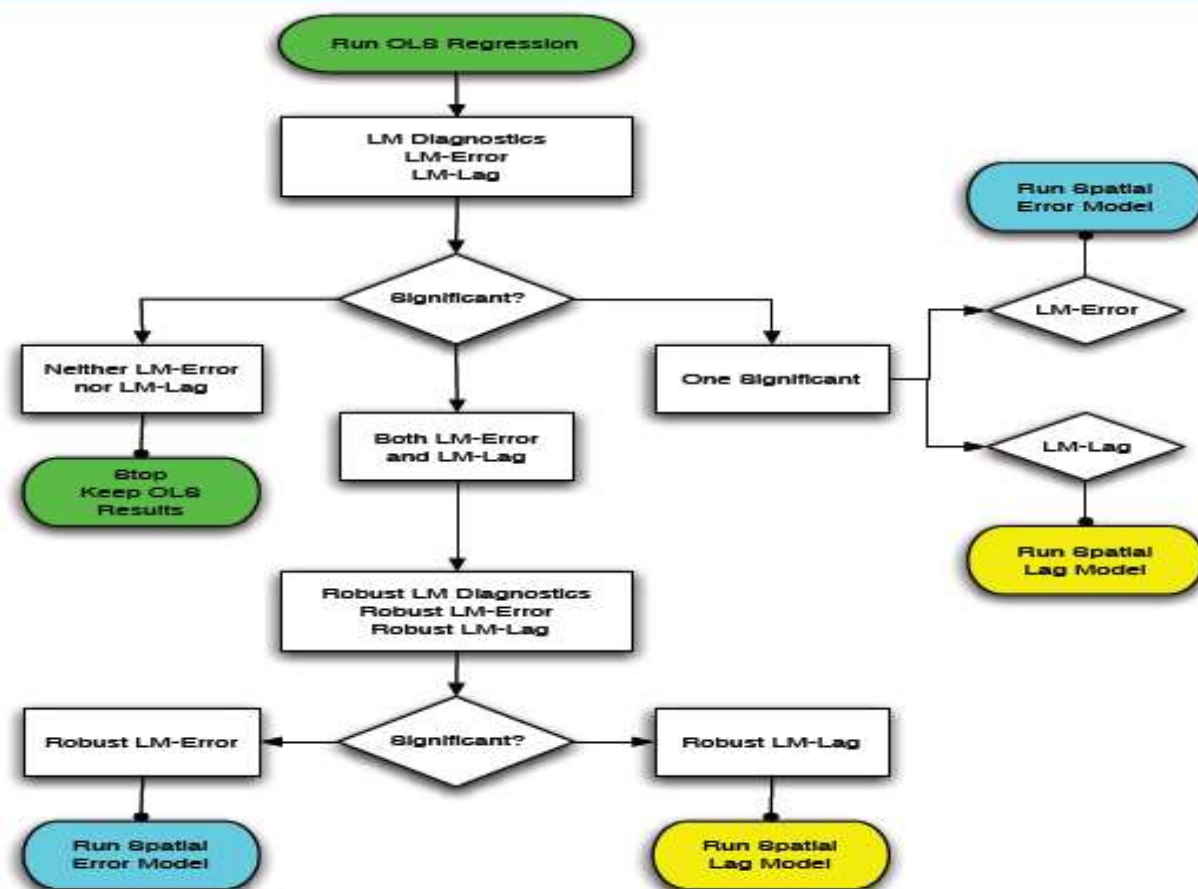 Run OLS Regression
LM Diagnostics
LM-Error
LM-Lag
Run Spatial
Error Model
Significant?
LM-Error
Neither LM-Error
nor LM-Lag
One Significant
Both LM-Error
and LM-Lag
LM-Lag
Stop
Keep OLS
Results
Run Spatial
Lag Model
Robust LM Diagnostics
Robust LM-Error
Robust LM-Lag
Robust LM-Error
Significant?
Robust LM-Lag
Run Spatial
Error Model
Run Spatial
Lag Model